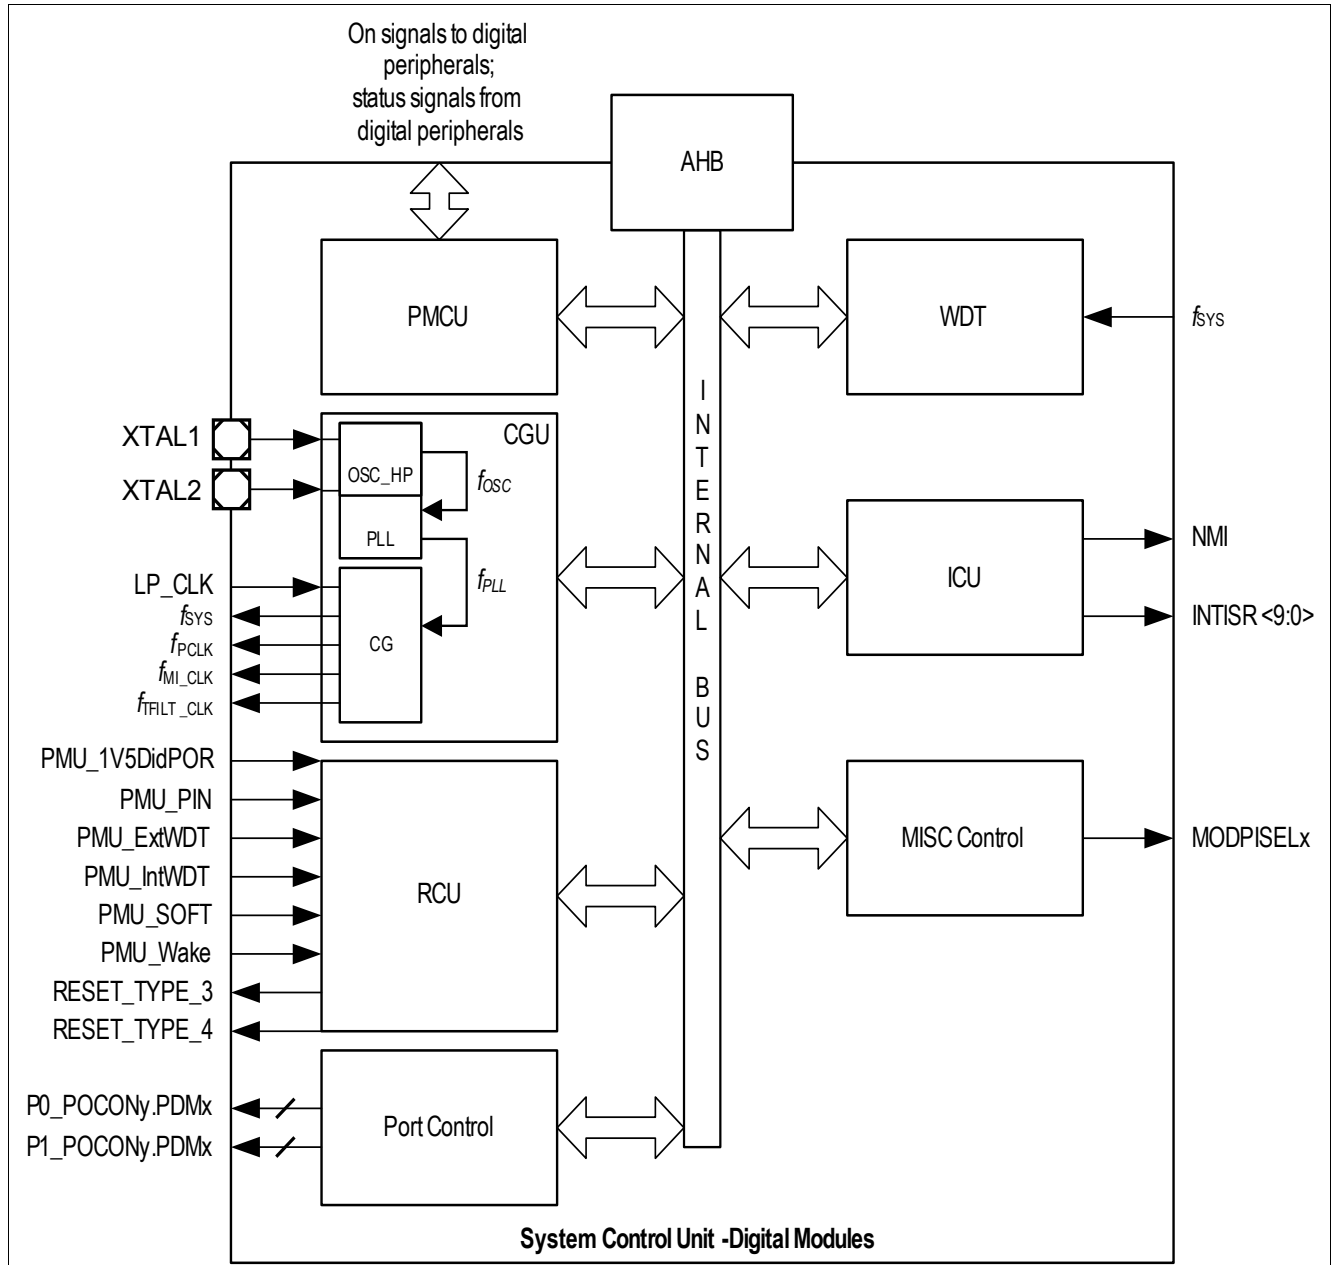 On signals to digital
peripherals;
status signals from
digital peripherals
AHB
PMCU
WDT
fSYS
XTAL1
XTAL2
CGU
OSC_HP
fOSC
PLL
fPLL
LP_CLK
fSYS
fPCLK
fMI_CLK
fTFILT_CLK
CG
INTERNAL BUS
ICU
NMI
INTISR <9:0>
PMU_1V5DidPOR
PMU_PIN
PMU_ExtWDT
PMU_IntWDT
PMU_SOFT
PMU_Wake
RESET_TYPE_3
RESET_TYPE_4
RCU
MISC Control
MODPISELx
P0_POCONy.PDMx
P1_POCONy.PDMx
Port Control
System Control Unit -Digital Modules